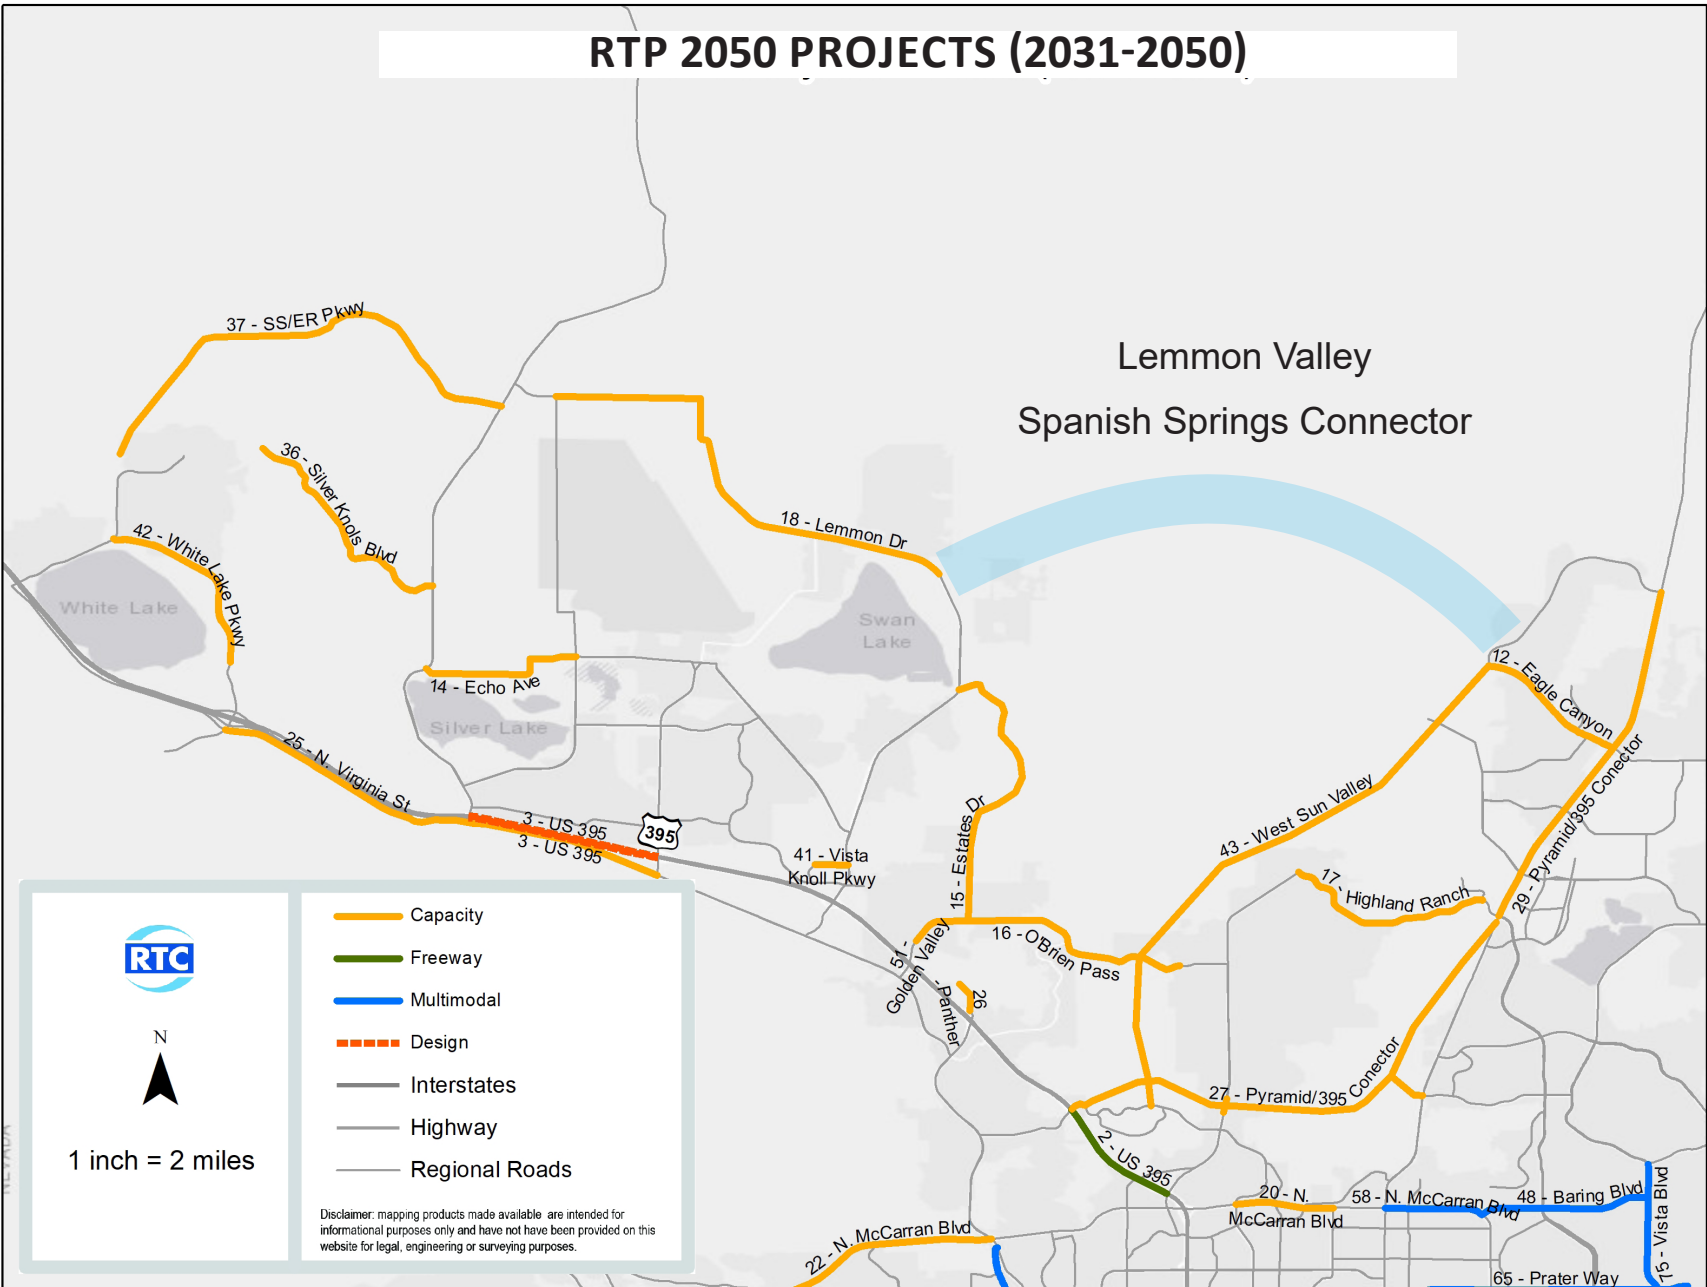 RTP 2050 PROJECTS (2031-2050)
37 - SS/ER Pkwy
Lemmon Valley
Spanish Springs Connector
36 - Silver Knols Blvd
18 - Lemmon Dr
42 - White Lake Pkwy
White Lake
Swan
Lake
12 - Eagle Canyon
14 - Echo Ave
Silver Lake
25 - N. Virginia St
3 - US 395
3 - US 395
395
41 - Vista
Knoll Pkwy
15 - Estates Dr
43 - West Sun Valley
29 - Pyramid/395 Conector
17 - Highland Ranch
16 - O'Brien Pass
51 -
Golden Valley
26
- Panther
27 - Pyramid/395 Conector
2 - US 395
20 - N.
McCarran Blvd
58 - N. McCarran Blvd
48 - Baring Blvd
75 - Vista Blvd
22 - N. McCarran Blvd
65 - Prater Way
NEVADA
RTC
N
1 inch = 2 miles
Capacity
Freeway
Multimodal
Design
Interstates
Highway
Regional Roads
Disclaimer: mapping products made available are intended for
informational purposes only and have not have been provided on this
website for legal, engineering or surveying purposes.